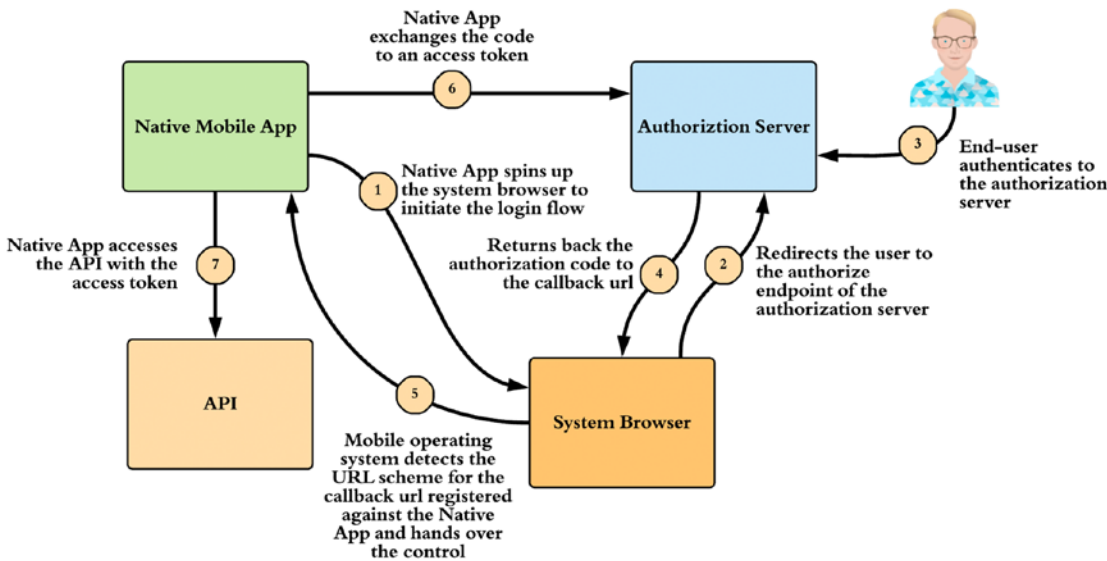 Native App
exchanges the code
to an access token
6
Native Mobile App
Authoriztion Server
3
End-user
authenticates to
the authorization
server
1
Native App spins up
the system browser to
initiate the login flow
Native App accesses
the API with the
access token
7
Returns back the
authorization code to
the callback url
4
2
Redirects the user to
the authorize
endpoint of the
authorization server
API
5
System Browser
Mobile operating
system detects the
URL scheme for the
callback url registered
against the Native
App and hands over
the control